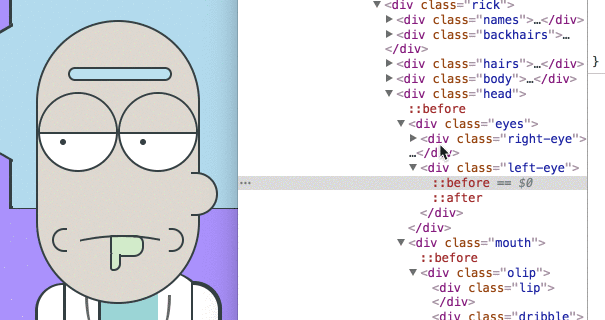 <div class="rick">
<div class="names">…</div>
<div class="backhairs">…
</div>
<div class="hairs">…</div>
<div class="body">…</div>
<div class="head">
::before
<div class="eyes">
<div class="right-eye">
…</div>
<div class="left-eye">
… ::before == $0
::after
</div>
</div>
<div class="mouth">
::before
<div class="olip">
<div class="lip">
</div>
<div class="dribble">
}